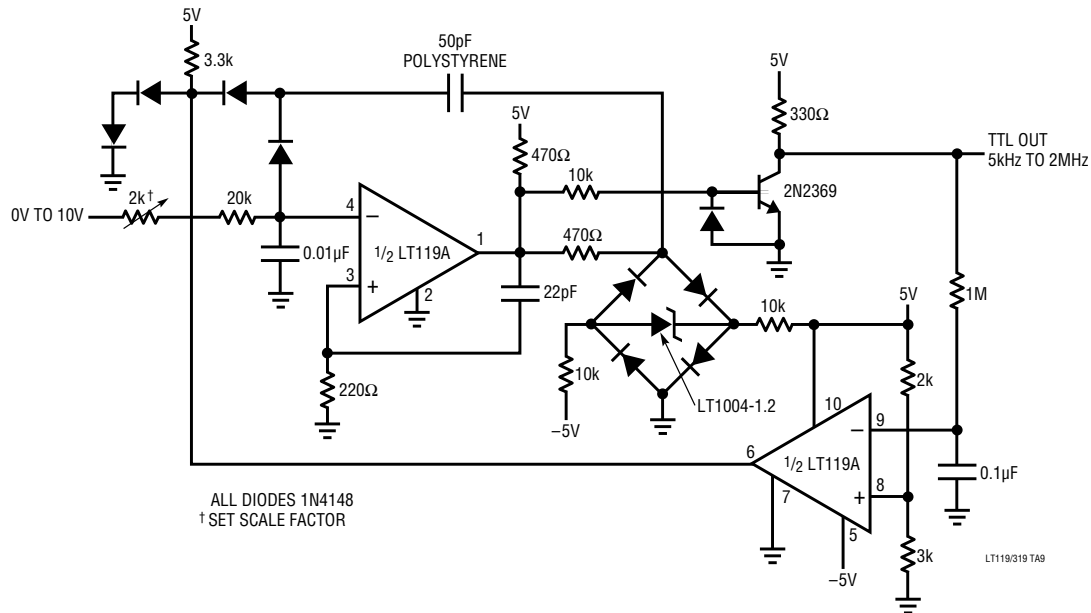 5V
3.3k
50pF
POLYSTYRENE
5V
470Ω
10k
5V
330Ω
2N2369
TTL OUT
5kHz TO 2MHz
0V TO 10V
2k†
20k
0.01µF
4
–
1/2 LT119A
1
3
+
2
470Ω
22pF
220Ω
10k
–5V
LT1004-1.2
10k
5V
1M
2k
10
9
–
6
1/2 LT119A
8
+
7
5
–5V
0.1µF
3k
ALL DIODES 1N4148
† SET SCALE FACTOR
LT119/319 TA9